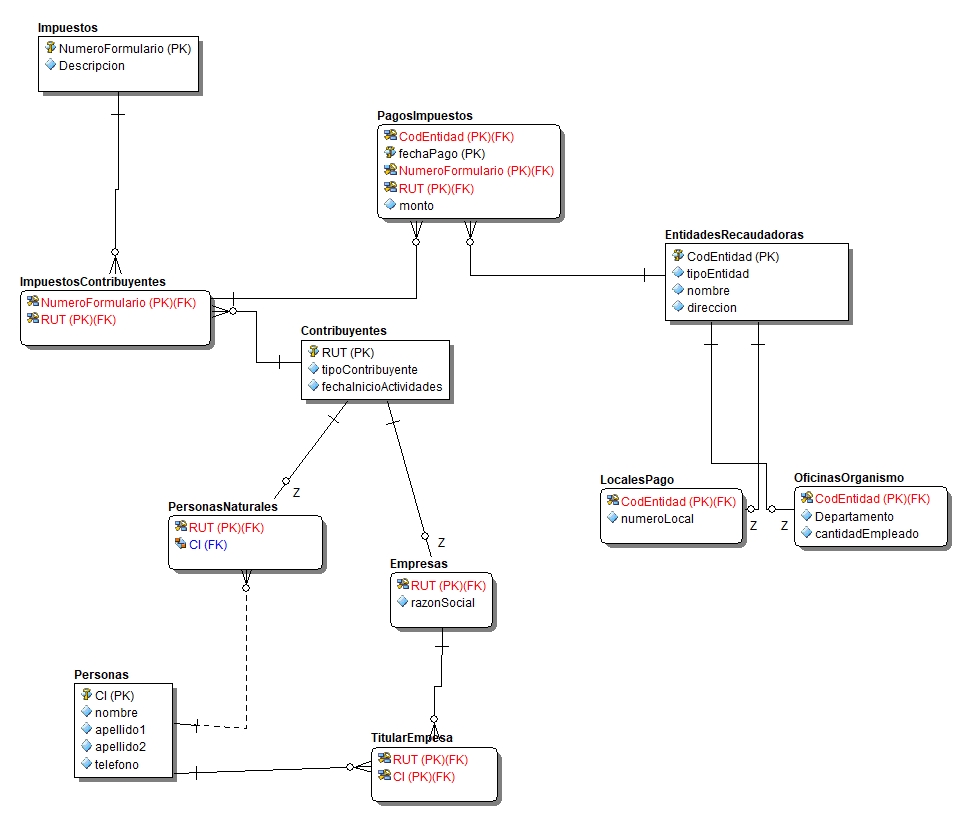 Impuestos
NumeroFormulario (PK)
Descripcion
PagosImpuestos
CodEntidad (PK)(FK)
fechaPago (PK)
NumeroFormulario (PK)(FK)
RUT (PK)(FK)
monto
EntidadesRecaudadoras
CodEntidad (PK)
tipoEntidad
nombre
direccion
ImpuestosContribuyentes
NumeroFormulario (PK)(FK)
RUT (PK)(FK)
Contribuyentes
RUT (PK)
tipoContribuyente
fechaInicioActividades
LocalesPago
CodEntidad (PK)(FK)
numeroLocal
Z
Z
OficinasOrganismo
CodEntidad (PK)(FK)
Departamento
cantidadEmpleado
Z
PersonasNaturales
RUT (PK)(FK)
CI (FK)
Z
Empresas
RUT (PK)(FK)
razonSocial
Personas
CI (PK)
nombre
apellido1
apellido2
telefono
TitularEmpesa
RUT (PK)(FK)
CI (PK)(FK)